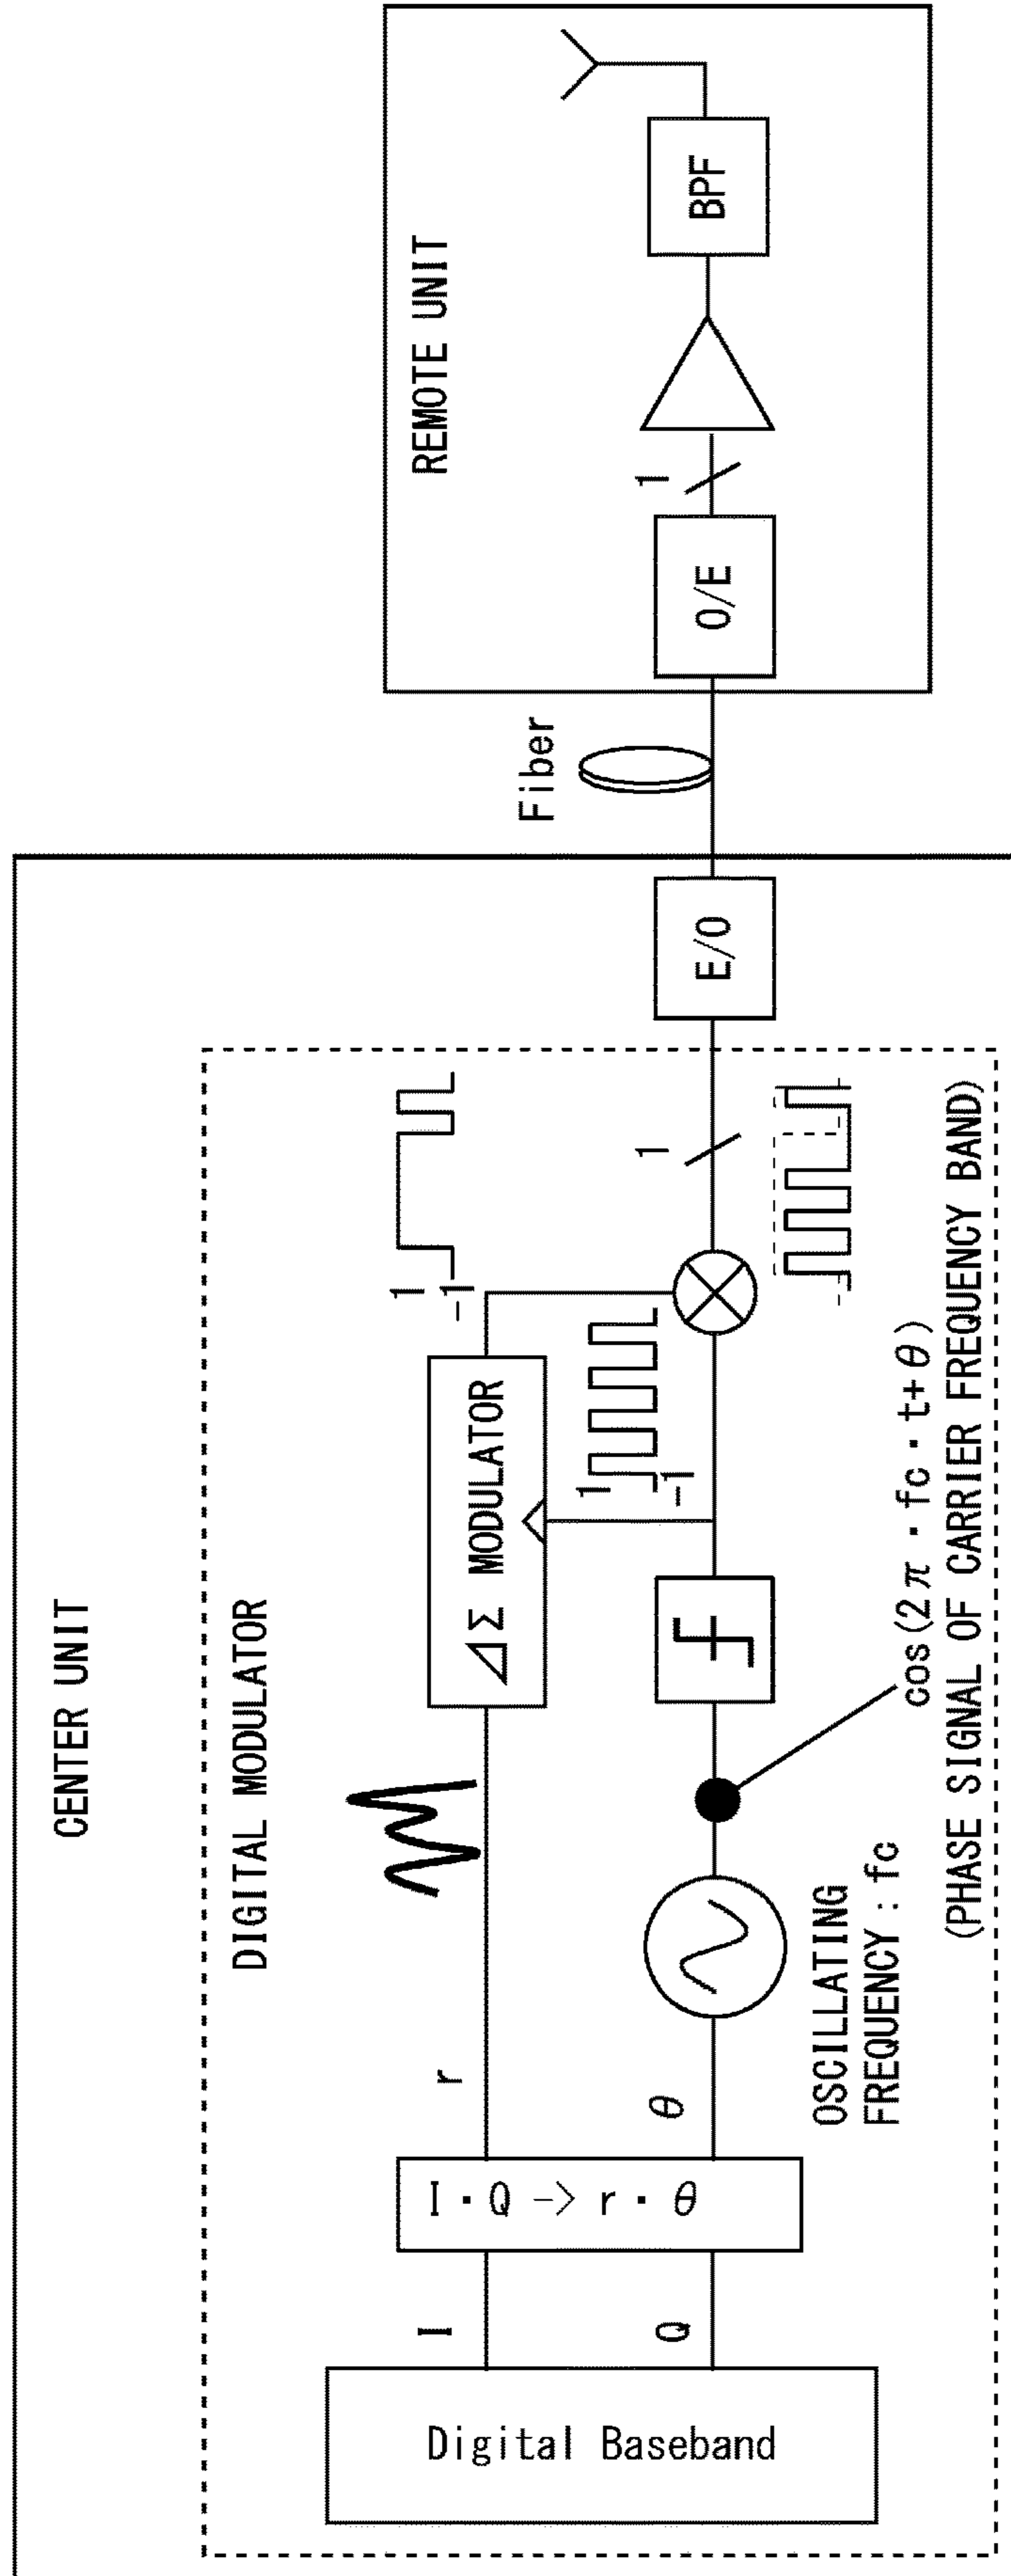 CENTER UNIT
DIGITAL MODULATOR
Digital Baseband
I
Q
I・Q -> r・θ
r
θ
OSCILLATING
FREQUENCY : fc
cos(2π・fc・t+θ)
(PHASE SIGNAL OF CARRIER FREQUENCY BAND)
ΔΣ MODULATOR
1
-1
1
-1
1
E/O
Fiber
REMOTE UNIT
O/E
1
BPF